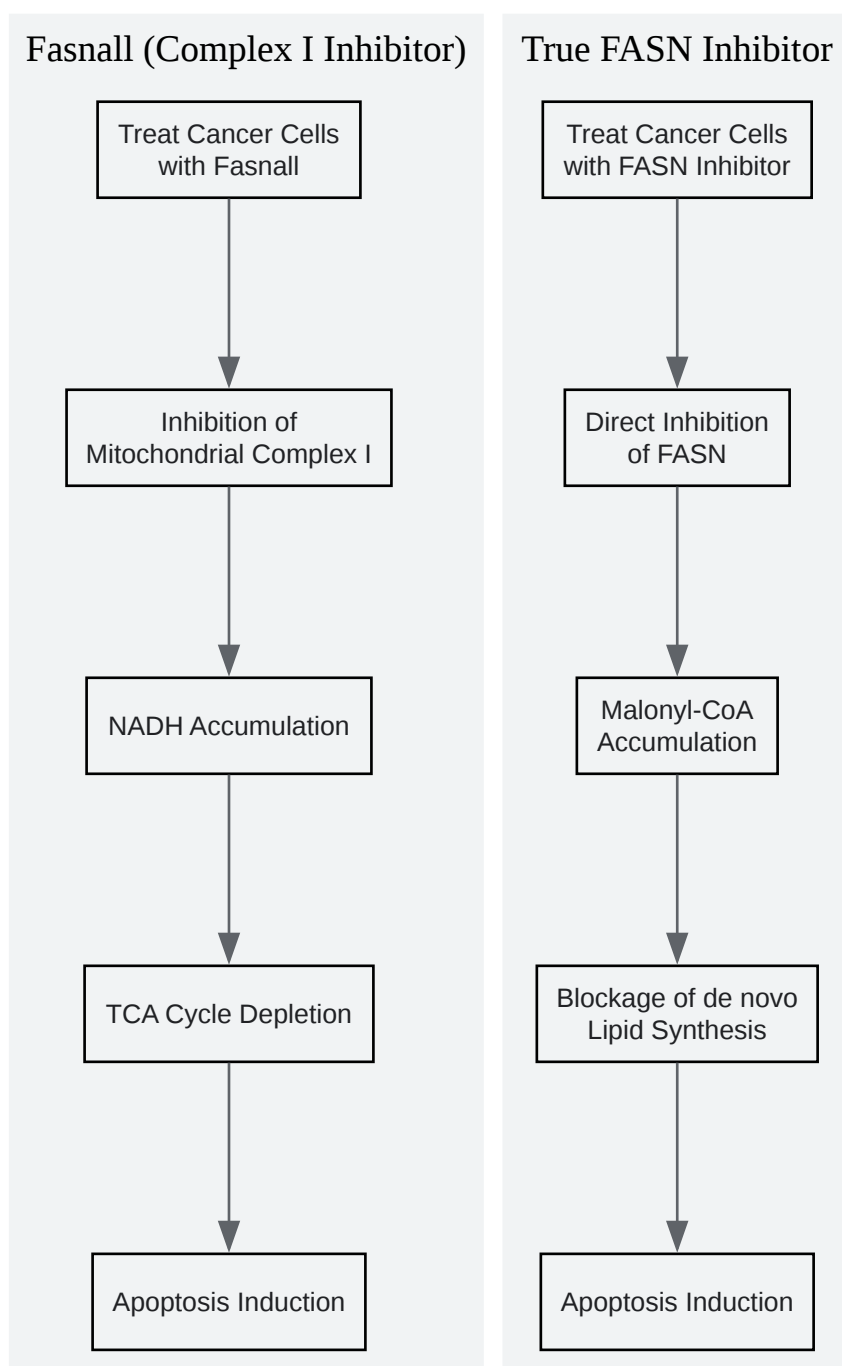 Fasnall (Complex I Inhibitor)
Treat Cancer Cells
with Fasnall
Inhibition of
Mitochondrial Complex I
NADH Accumulation
TCA Cycle Depletion
Apoptosis Induction
True FASN Inhibitor
Treat Cancer Cells
with FASN Inhibitor
Direct Inhibition
of FASN
Malonyl-CoA
Accumulation
Blockage of de novo
Lipid Synthesis
Apoptosis Induction